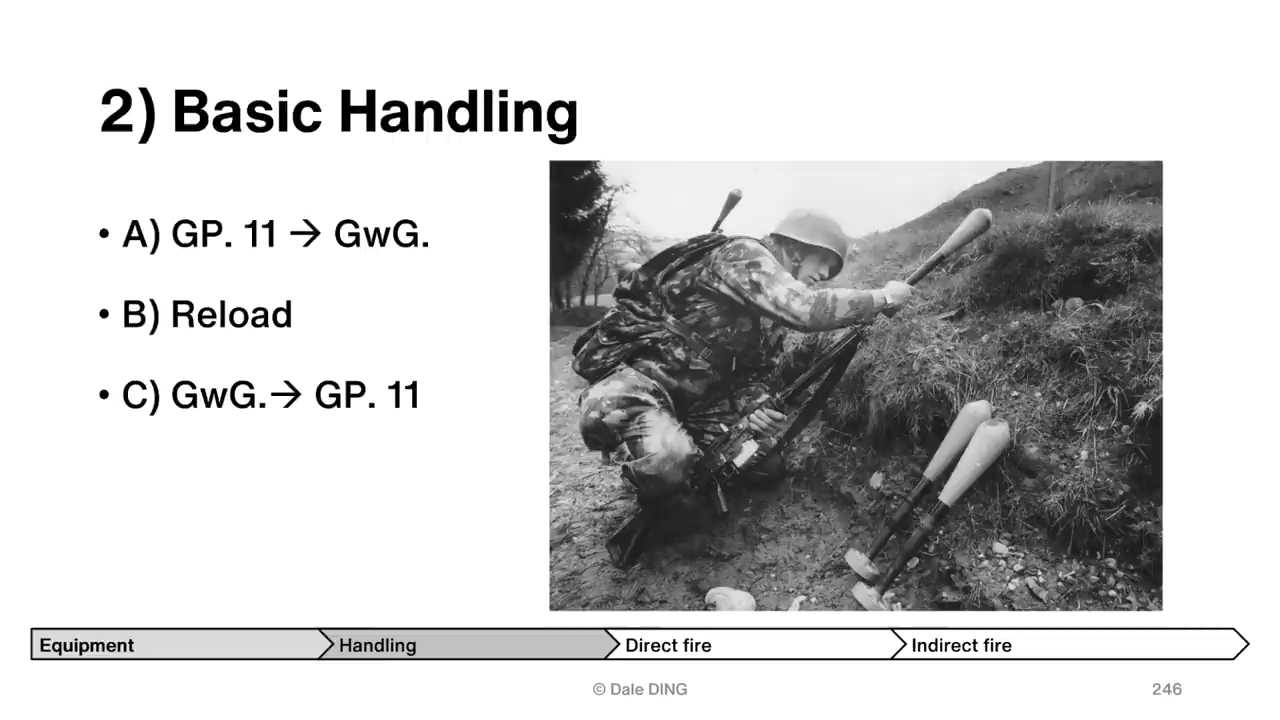 2) Basic Handling
• A) GP. 11 → GwG.
• B) Reload
• C) GwG.→ GP. 11
Equipment
Handling
Direct fire
Indirect fire
© Dale DING
246